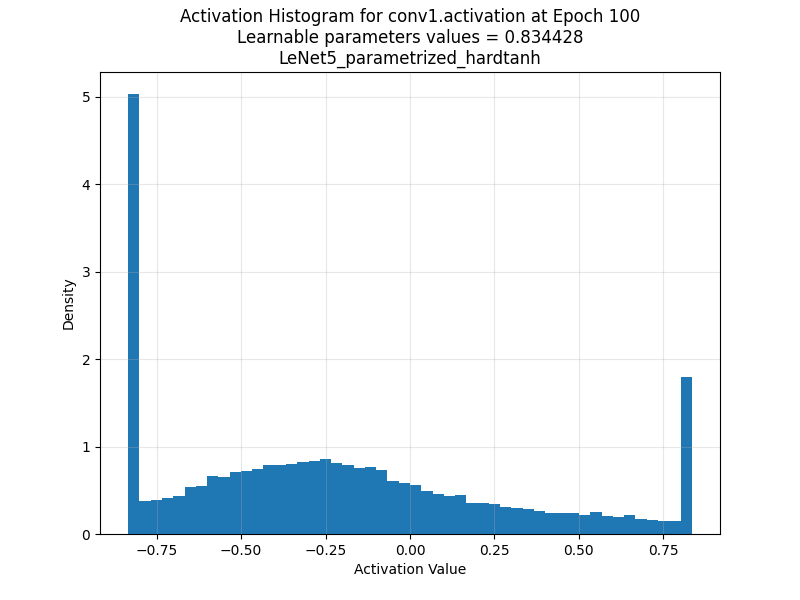 Activation Histogram for conv1.activation at Epoch 100
Learnable parameters values = 0.834428
LeNet5_parametrized_hardtanh
5
4
3
2
1
0
Density
−0.75 −0.50 −0.25 0.00 0.25 0.50 0.75
Activation Value